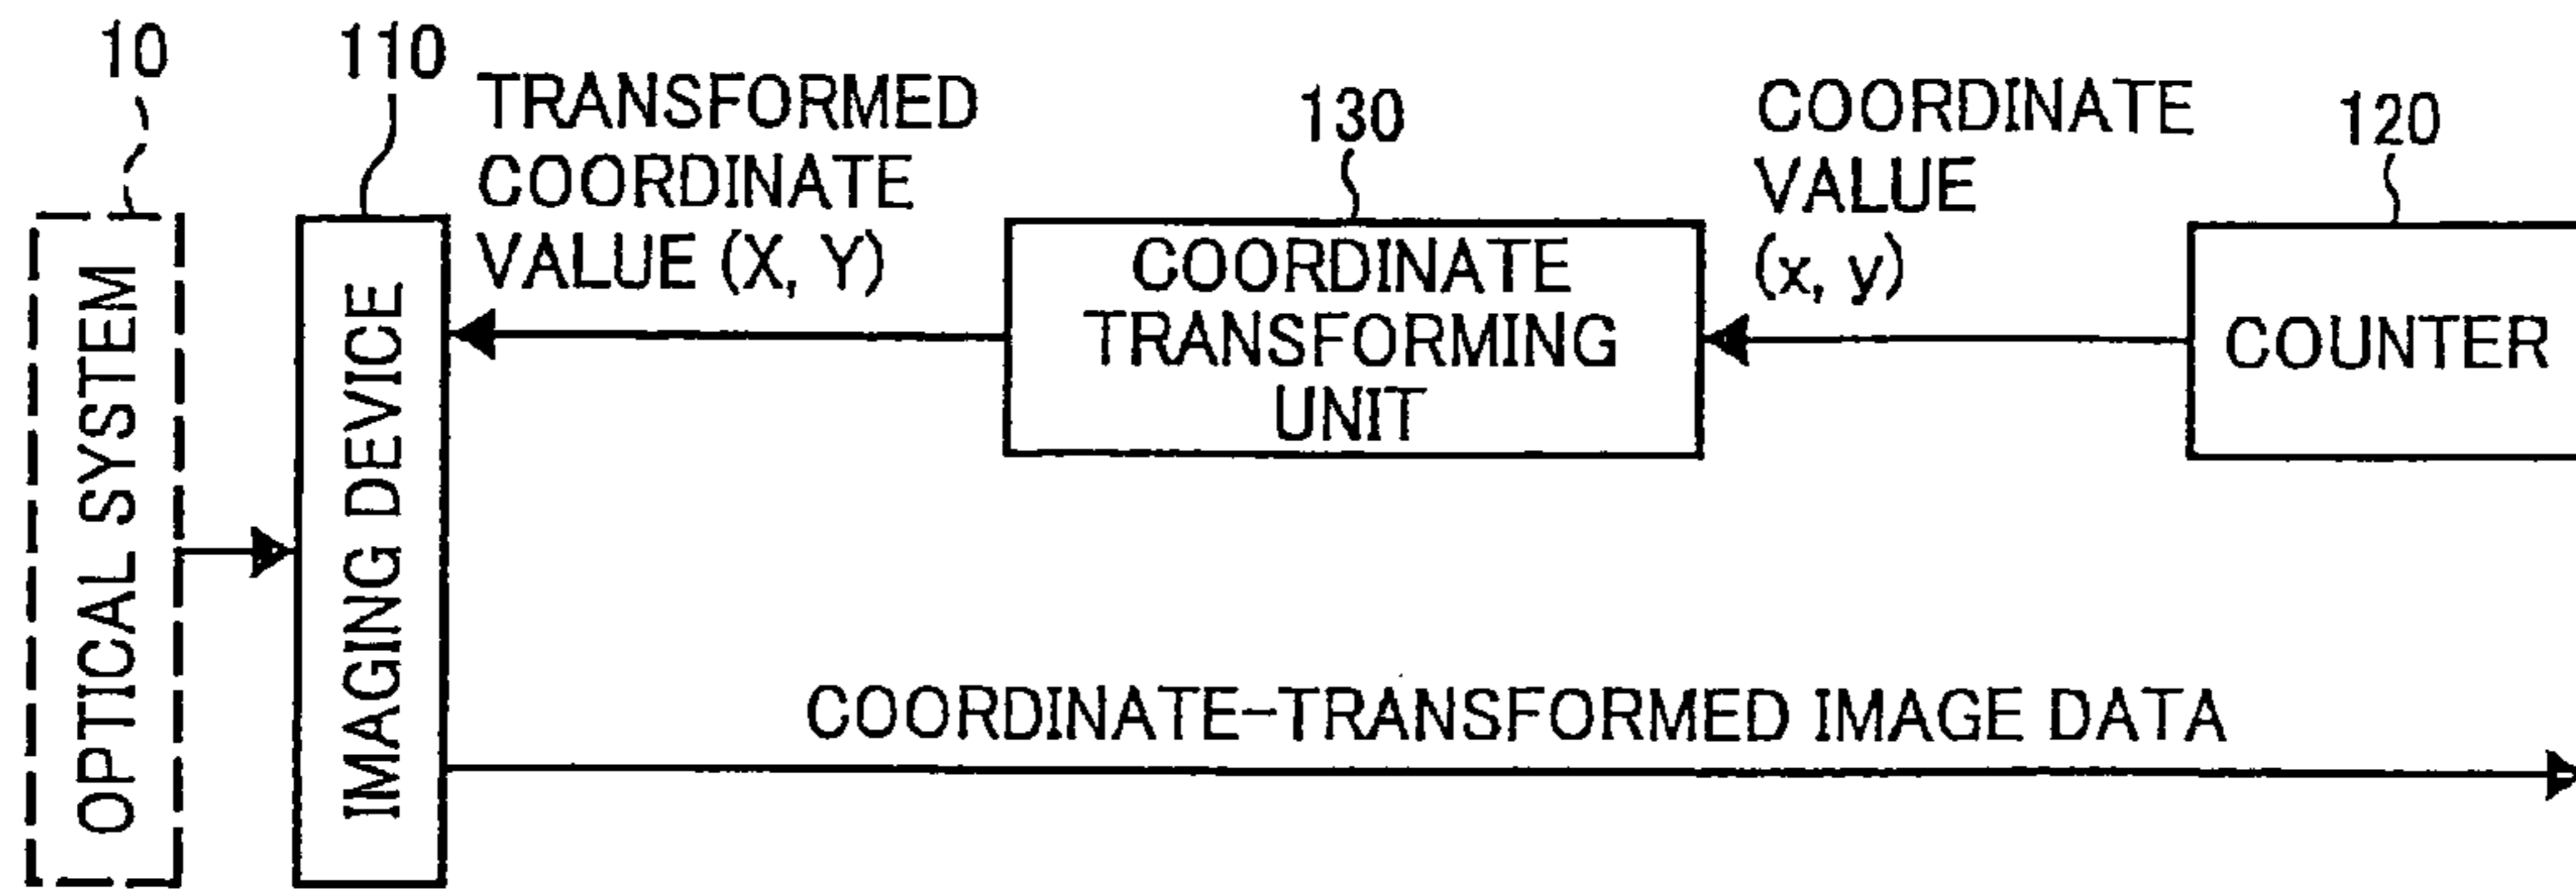 10
110
TRANSFORMED
COORDINATE
VALUE (X, Y)
130
COORDINATE
VALUE
(x, y)
120
OPTICAL SYSTEM
IMAGING DEVICE
COORDINATE
TRANSFORMING
UNIT
COUNTER
COORDINATE-TRANSFORMED IMAGE DATA